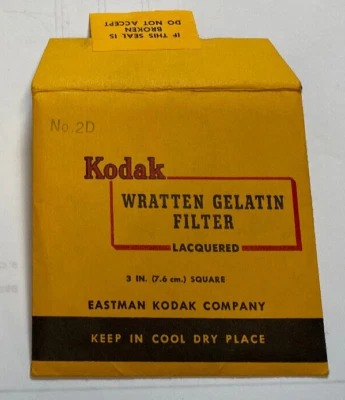 IF THIS SEAL IS
BROKEN
DO NOT ACCEPT
No.2D
Kodak
WRATTEN GELATIN
FILTER
LACQUERED
3 IN. (7.6 cm.) SQUARE
EASTMAN KODAK COMPANY
KEEP IN COOL DRY PLACE